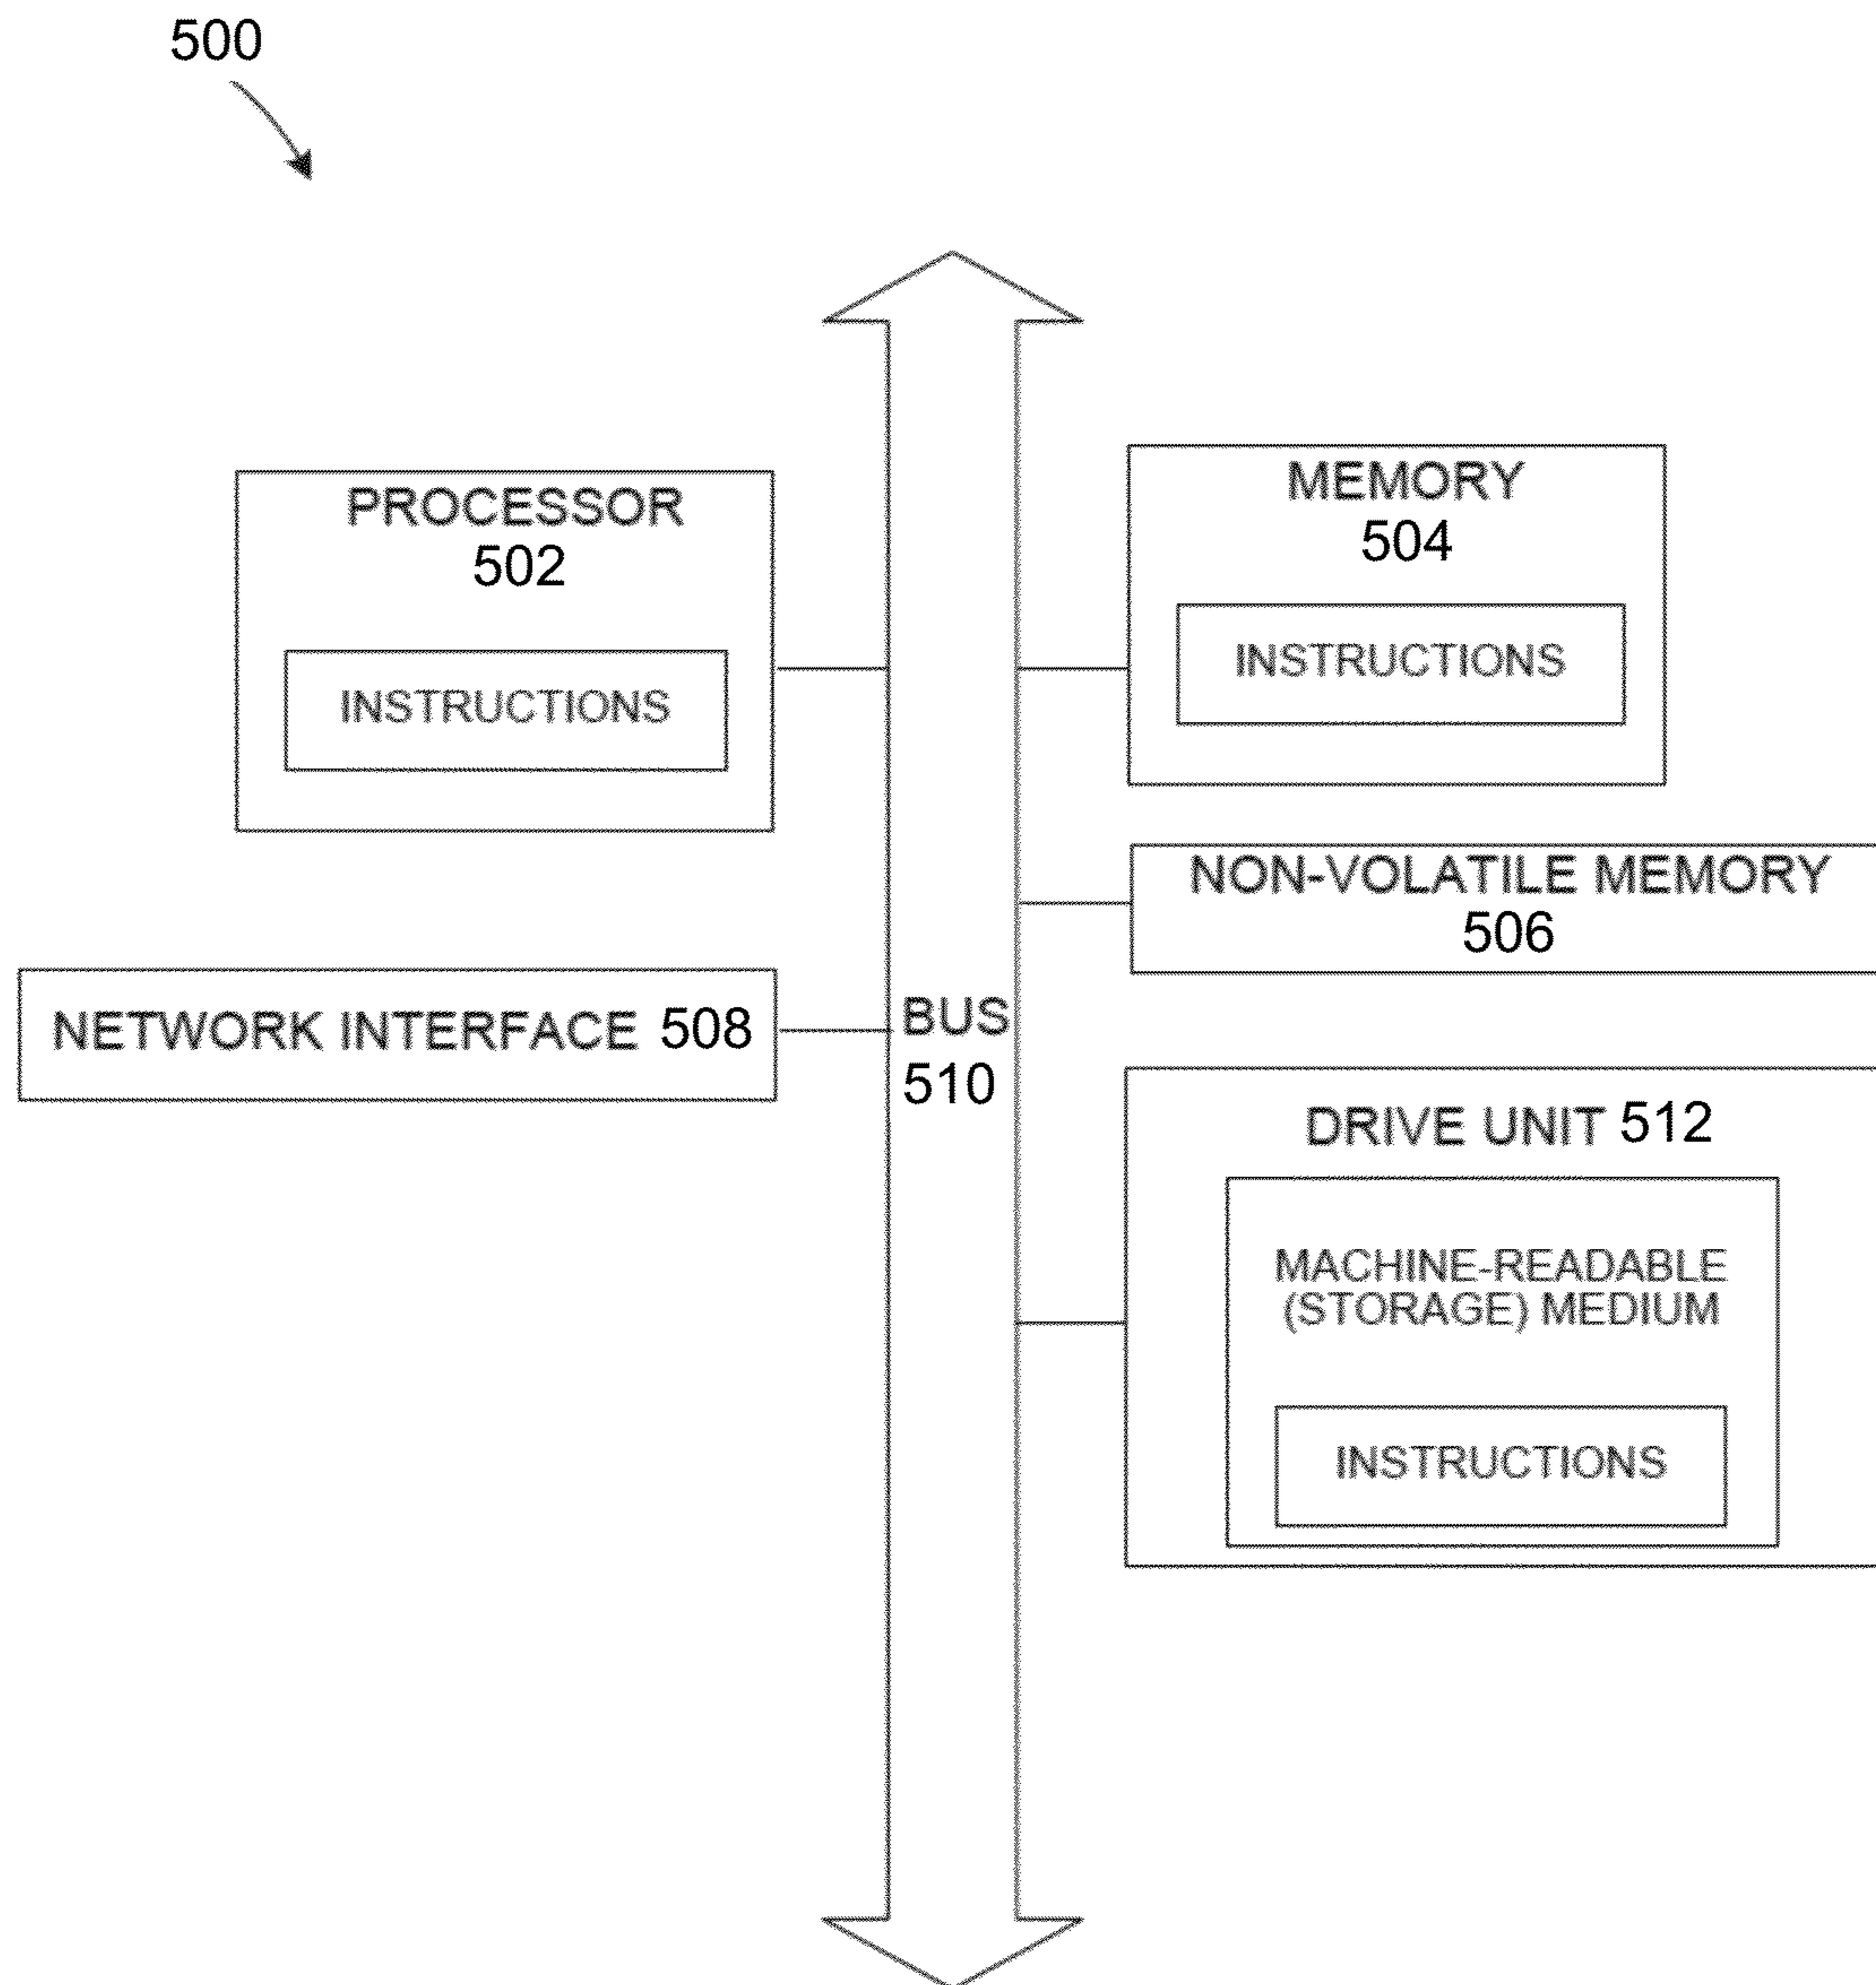 500
PROCESSOR
502
INSTRUCTIONS
MEMORY
504
INSTRUCTIONS
NON-VOLATILE MEMORY
506
NETWORK INTERFACE 508
BUS
510
DRIVE UNIT 512
MACHINE-READABLE
(STORAGE) MEDIUM
INSTRUCTIONS